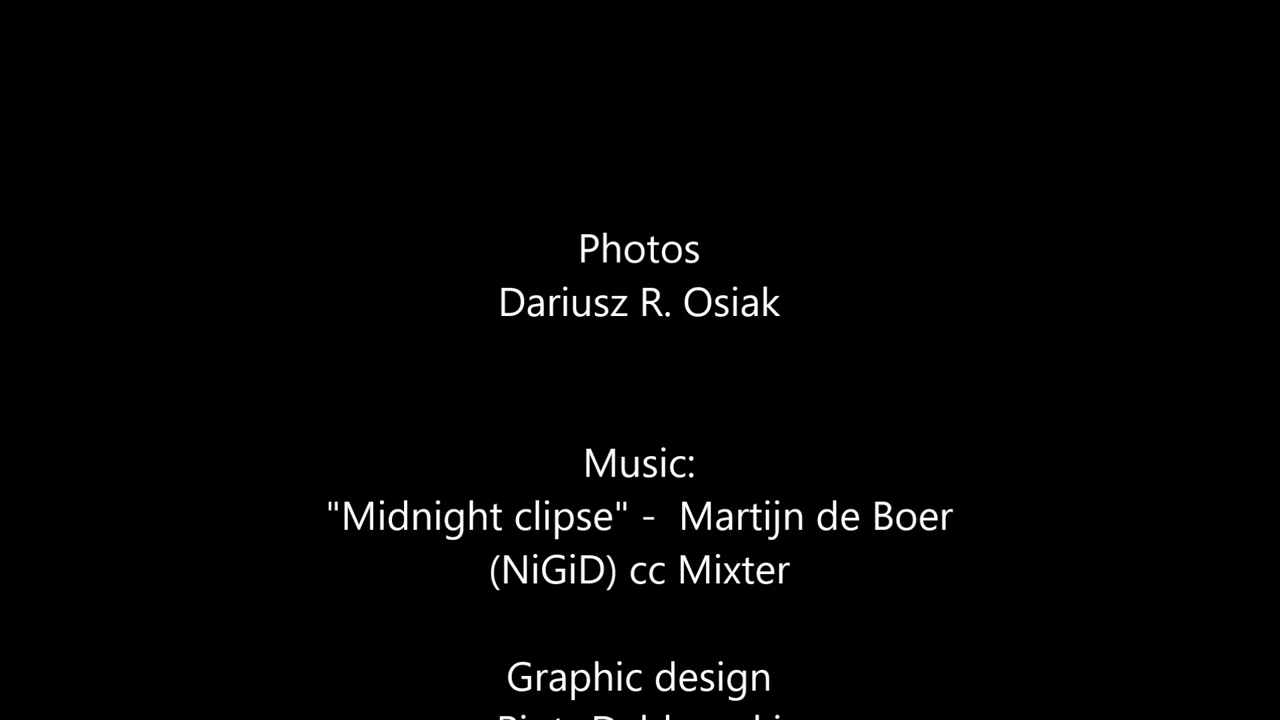 Photos
Dariusz R. Osiak
Music:
"Midnight clipse" -  Martijn de Boer
(NiGiD) cc Mixter
Graphic design